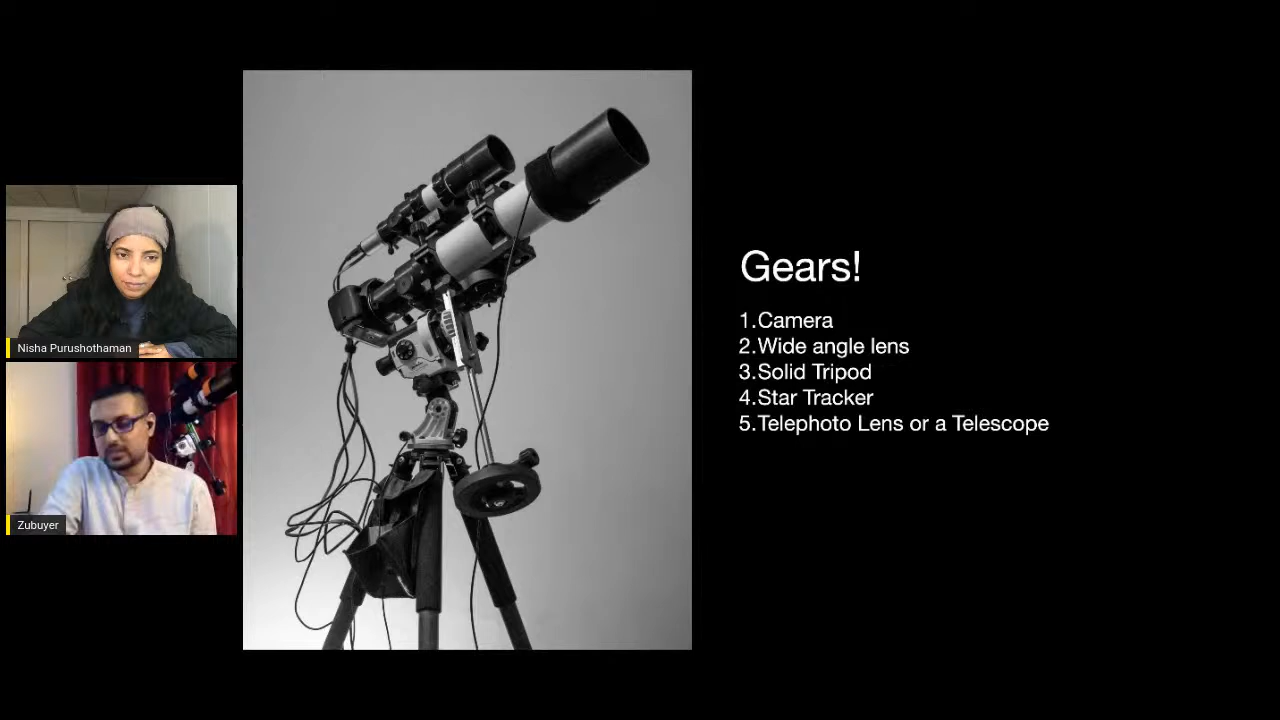 Nisha Purushothaman
Zubuyer
Gears!
1.Camera
2.Wide angle lens
3.Solid Tripod
4.Star Tracker
5.Telephoto Lens or a Telescope